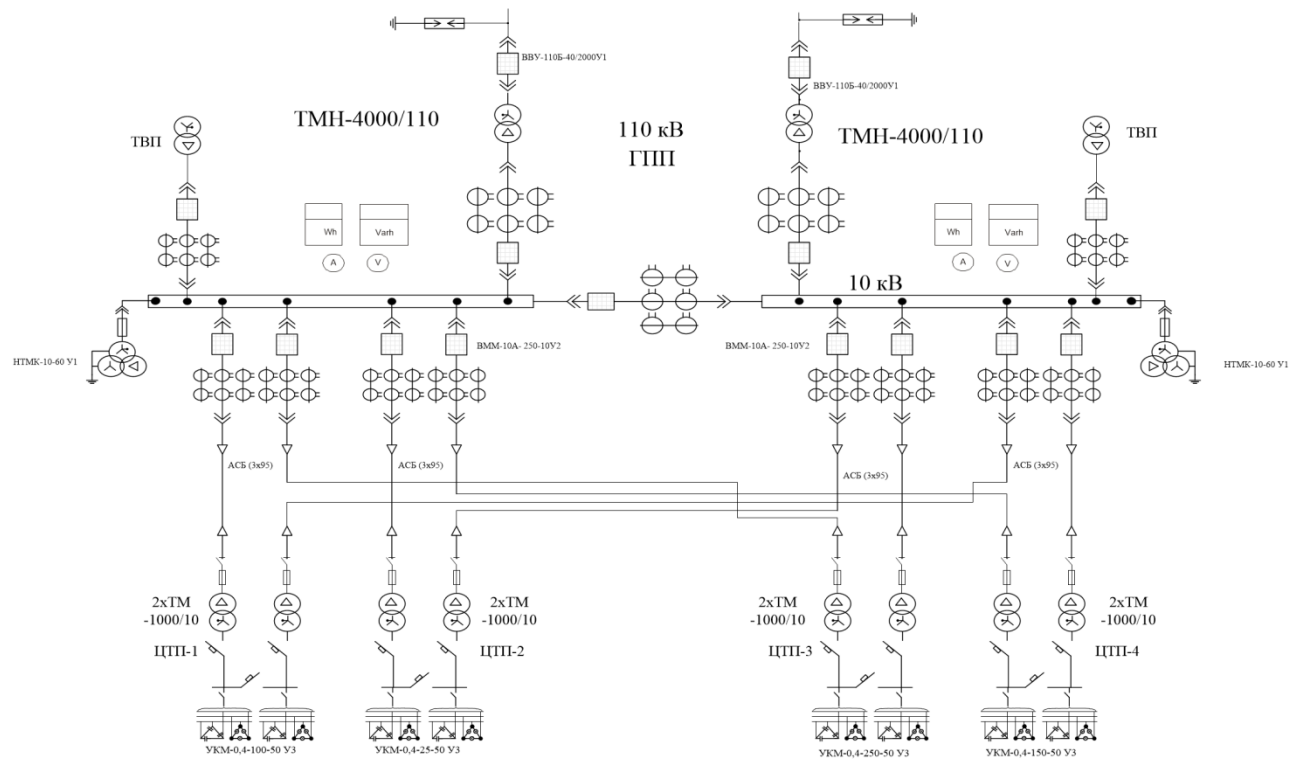 ВВУ-110Б-40/2000У1
ВВУ-110Б-40/2000У1
ТМН-4000/110
110 кВ
ГПП
ТМН-4000/110
ТВП
ТВП
Wh
Varh
A
V
Wh
Varh
A
V
10 кВ
НТМК-10-60 У1
ВММ-10А- 250-10У2
ВММ-10А- 250-10У2
НТМК-10-60 У1
АСБ (3х95)
АСБ (3х95)
АСБ (3х95)
АСБ (3х95)
2хТМ
-1000/10
2хТМ
-1000/10
2хТМ
-1000/10
2хТМ
-1000/10
ЦТП-1
ЦТП-2
ЦТП-3
ЦТП-4
УКМ-0,4-100-50 У3
УКМ-0,4-25-50 У3
УКМ-0,4-250-50 У3
УКМ-0,4-150-50 У3